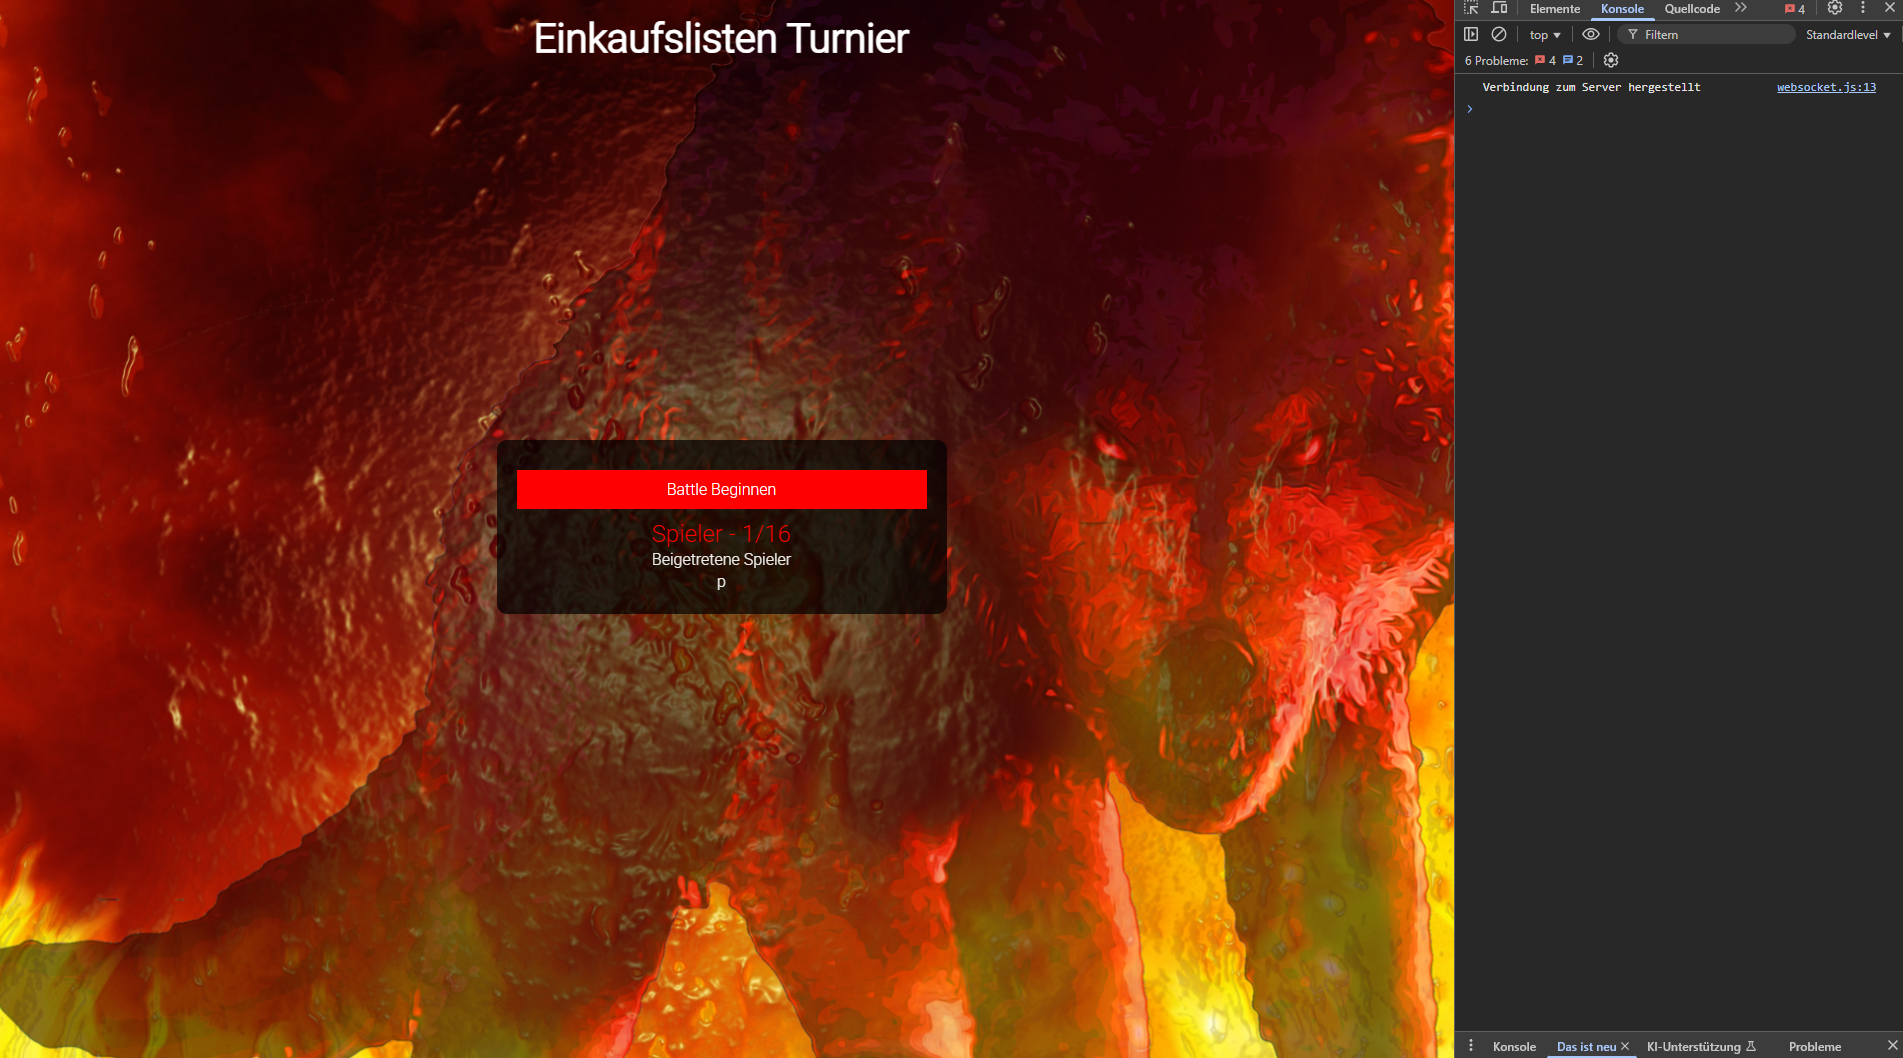 Einkaufslisten Turnier
Battle Beginnen
Spieler - 1/16
Beigetretene Spieler
p
Elemente Konsole Quellcode 4
top Filtern Standardlevel
6 Probleme: 4 2
Verbindung zum Server hergestellt websocket.js:13
Konsole Das ist neu KI-Unterstützung Probleme